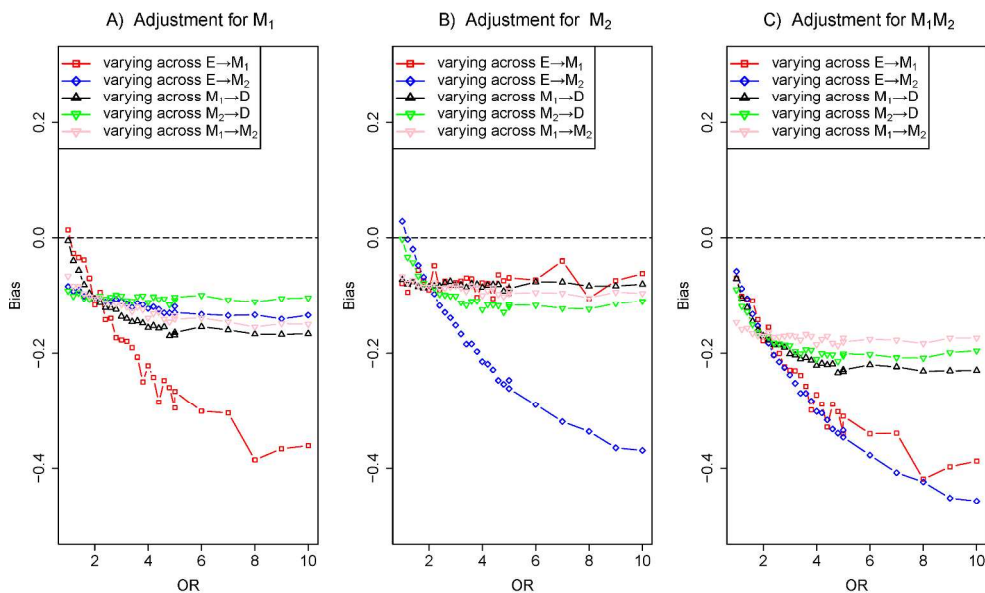 A) Adjustment for M₁
varying across E→M₁
varying across E→M₂
varying across M₁→D
varying across M₂→D
varying across M₁→M₂
Bias
0.2
0.0
−0.2
−0.4
2 4 6 8 10
OR
B) Adjustment for M₂
varying across E→M₁
varying across E→M₂
varying across M₁→D
varying across M₂→D
varying across M₁→M₂
Bias
0.2
0.0
−0.2
−0.4
2 4 6 8 10
OR
C) Adjustment for M₁M₂
varying across E→M₁
varying across E→M₂
varying across M₁→D
varying across M₂→D
varying across M₁→M₂
Bias
0.2
0.0
−0.2
−0.4
2 4 6 8 10
OR